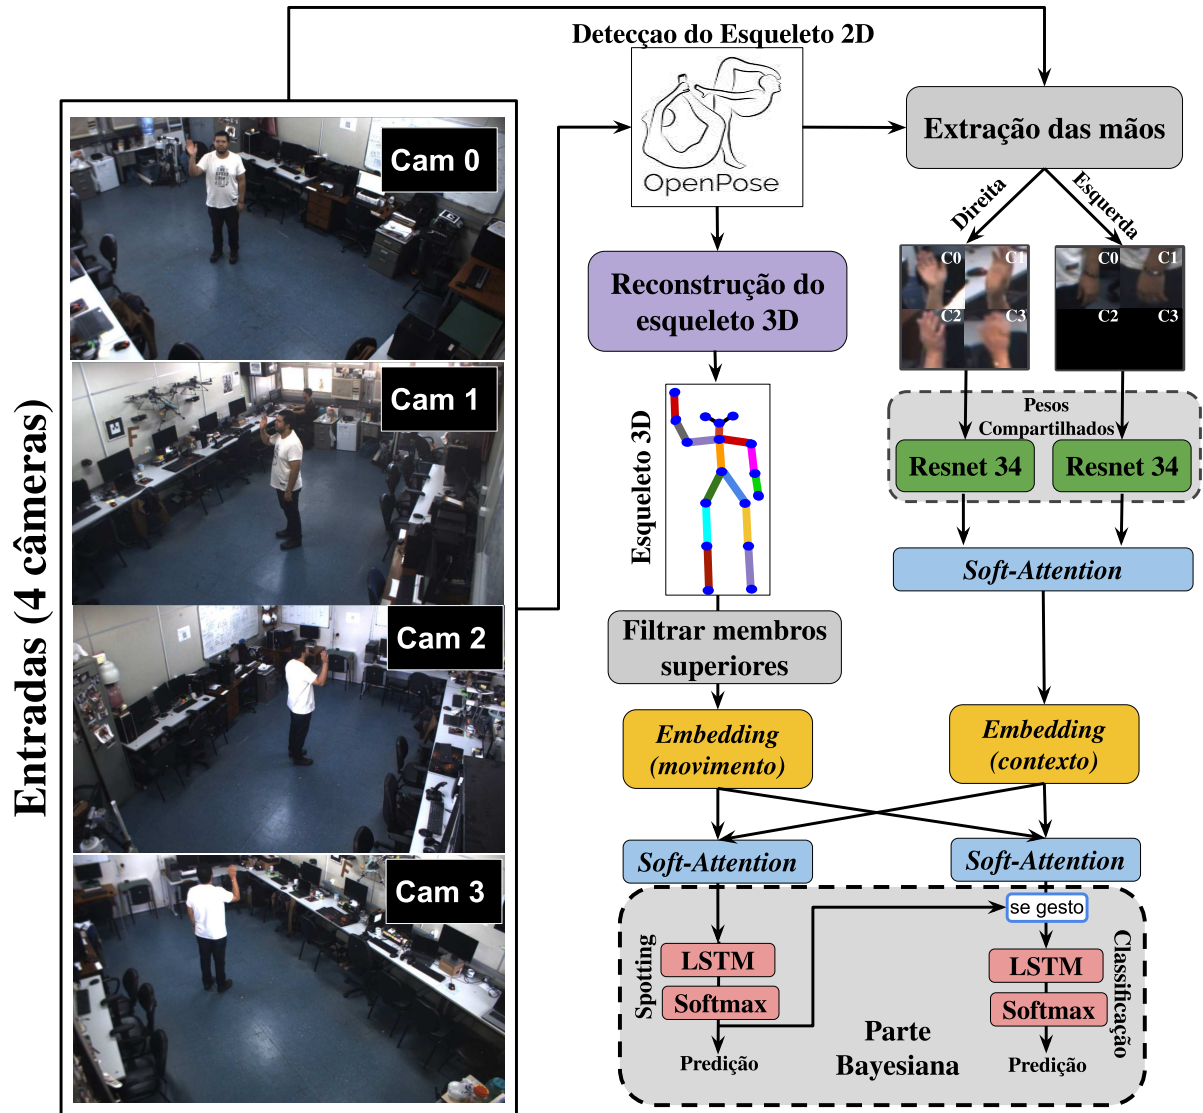 Entradas (4 câmeras)
Cam 0
Cam 1
Cam 2
Cam 3
Detecçao do Esqueleto 2D
OpenPose
Extração das mãos
Direita
Esquerda
C0
C1
C2
C3
C0
C1
C2
C3
Reconstrução do
esqueleto 3D
Esqueleto 3D
Pesos
Compartilhados
Resnet 34
Resnet 34
Soft-Attention
Filtrar membros
superiores
Embedding
(movimento)
Embedding
(contexto)
Soft-Attention
Soft-Attention
se gesto
Spotting
LSTM
Softmax
Predição
Parte
Bayesiana
LSTM
Softmax
Predição
Classificação